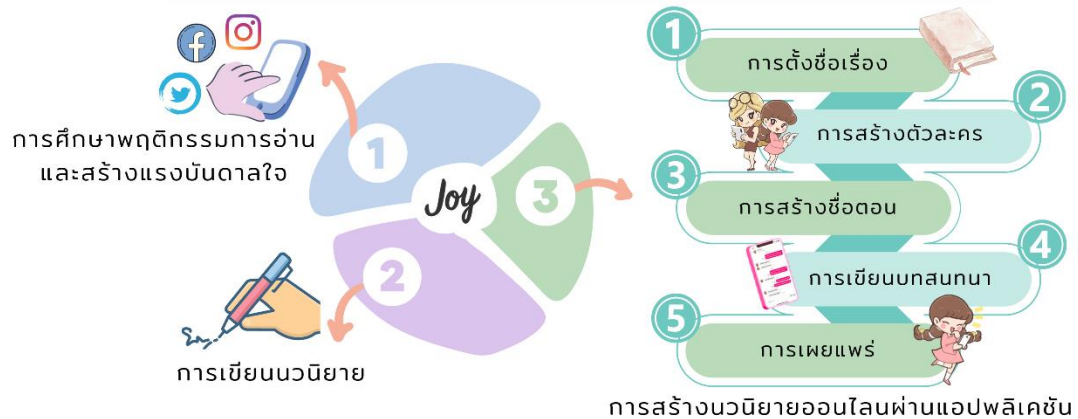 การศึกษาพฤติกรรมการอ่าน
และสร้างแรงบันดาลใจ
1
Joy
3
2
การเขียนนวนิยาย
1
การตั้งชื่อเรื่อง
2
การสร้างตัวละคร
3
การสร้างชื่อตอน
4
การเขียนบทสนทนา
5
การเผยแพร่
การสร้างนวนิยายออนไลน์ผ่านแอปพลิเคชัน